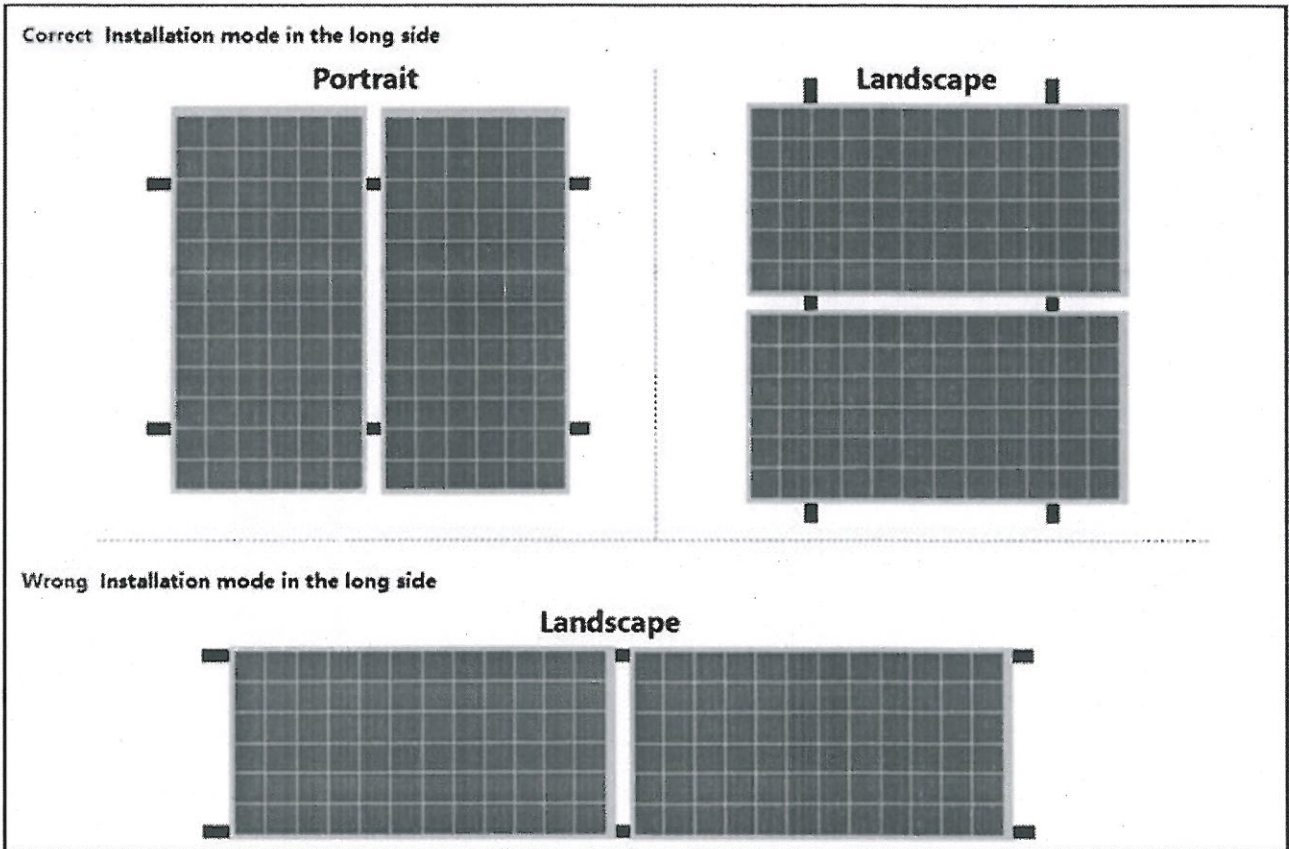 Correct Installation mode in the long side
Portrait
Landscape
Wrong Installation mode in the long side
Landscape